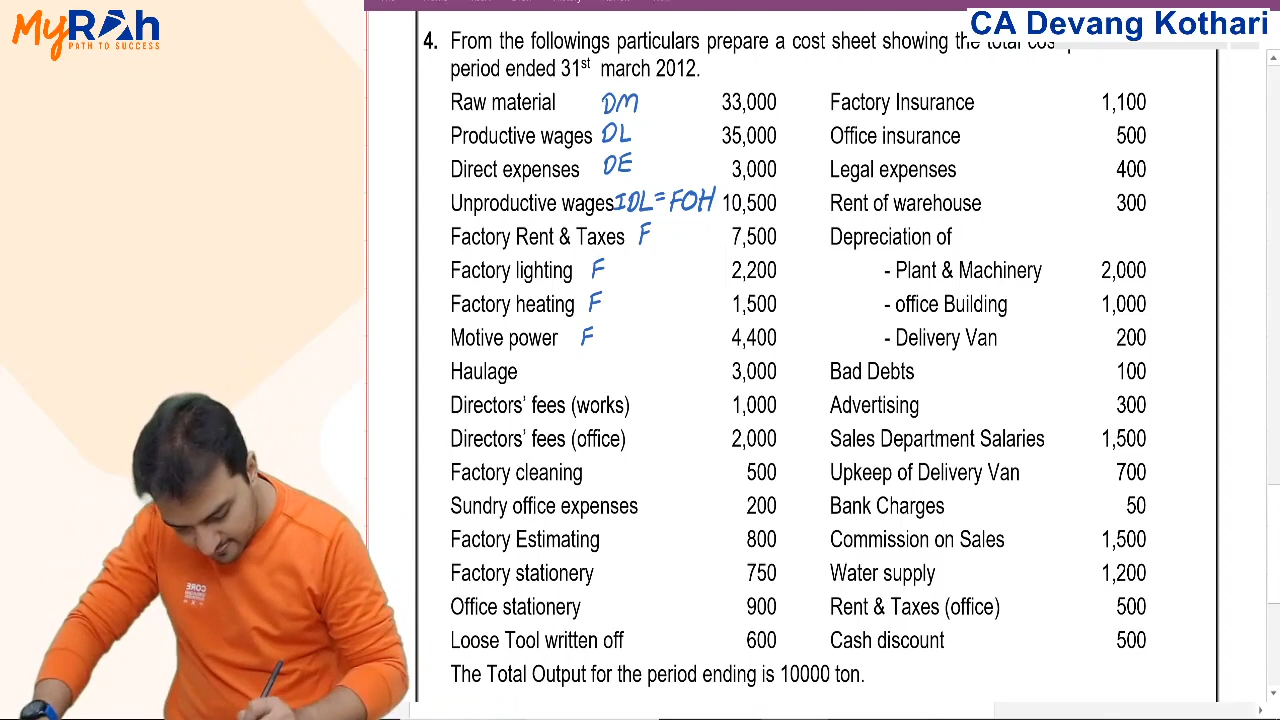 MyRAh
PATH TO SUCCESS
CA Devang Kothari
4. From the followings particulars prepare a cost sheet showing the total cos
period ended 31st march 2012.
Raw material DM 33,000 Factory Insurance 1,100
Productive wages DL 35,000 Office insurance 500
Direct expenses DE 3,000 Legal expenses 400
Unproductive wages IDL = FOH 10,500 Rent of warehouse 300
Factory Rent & Taxes F 7,500 Depreciation of
Factory lighting F 2,200 - Plant & Machinery 2,000
Factory heating F 1,500 - office Building 1,000
Motive power F 4,400 - Delivery Van 200
Haulage 3,000 Bad Debts 100
Directors' fees (works) 1,000 Advertising 300
Directors' fees (office) 2,000 Sales Department Salaries 1,500
Factory cleaning 500 Upkeep of Delivery Van 700
Sundry office expenses 200 Bank Charges 50
Factory Estimating 800 Commission on Sales 1,500
Factory stationery 750 Water supply 1,200
Office stationery 900 Rent & Taxes (office) 500
Loose Tool written off 600 Cash discount 500
The Total Output for the period ending is 10000 ton.